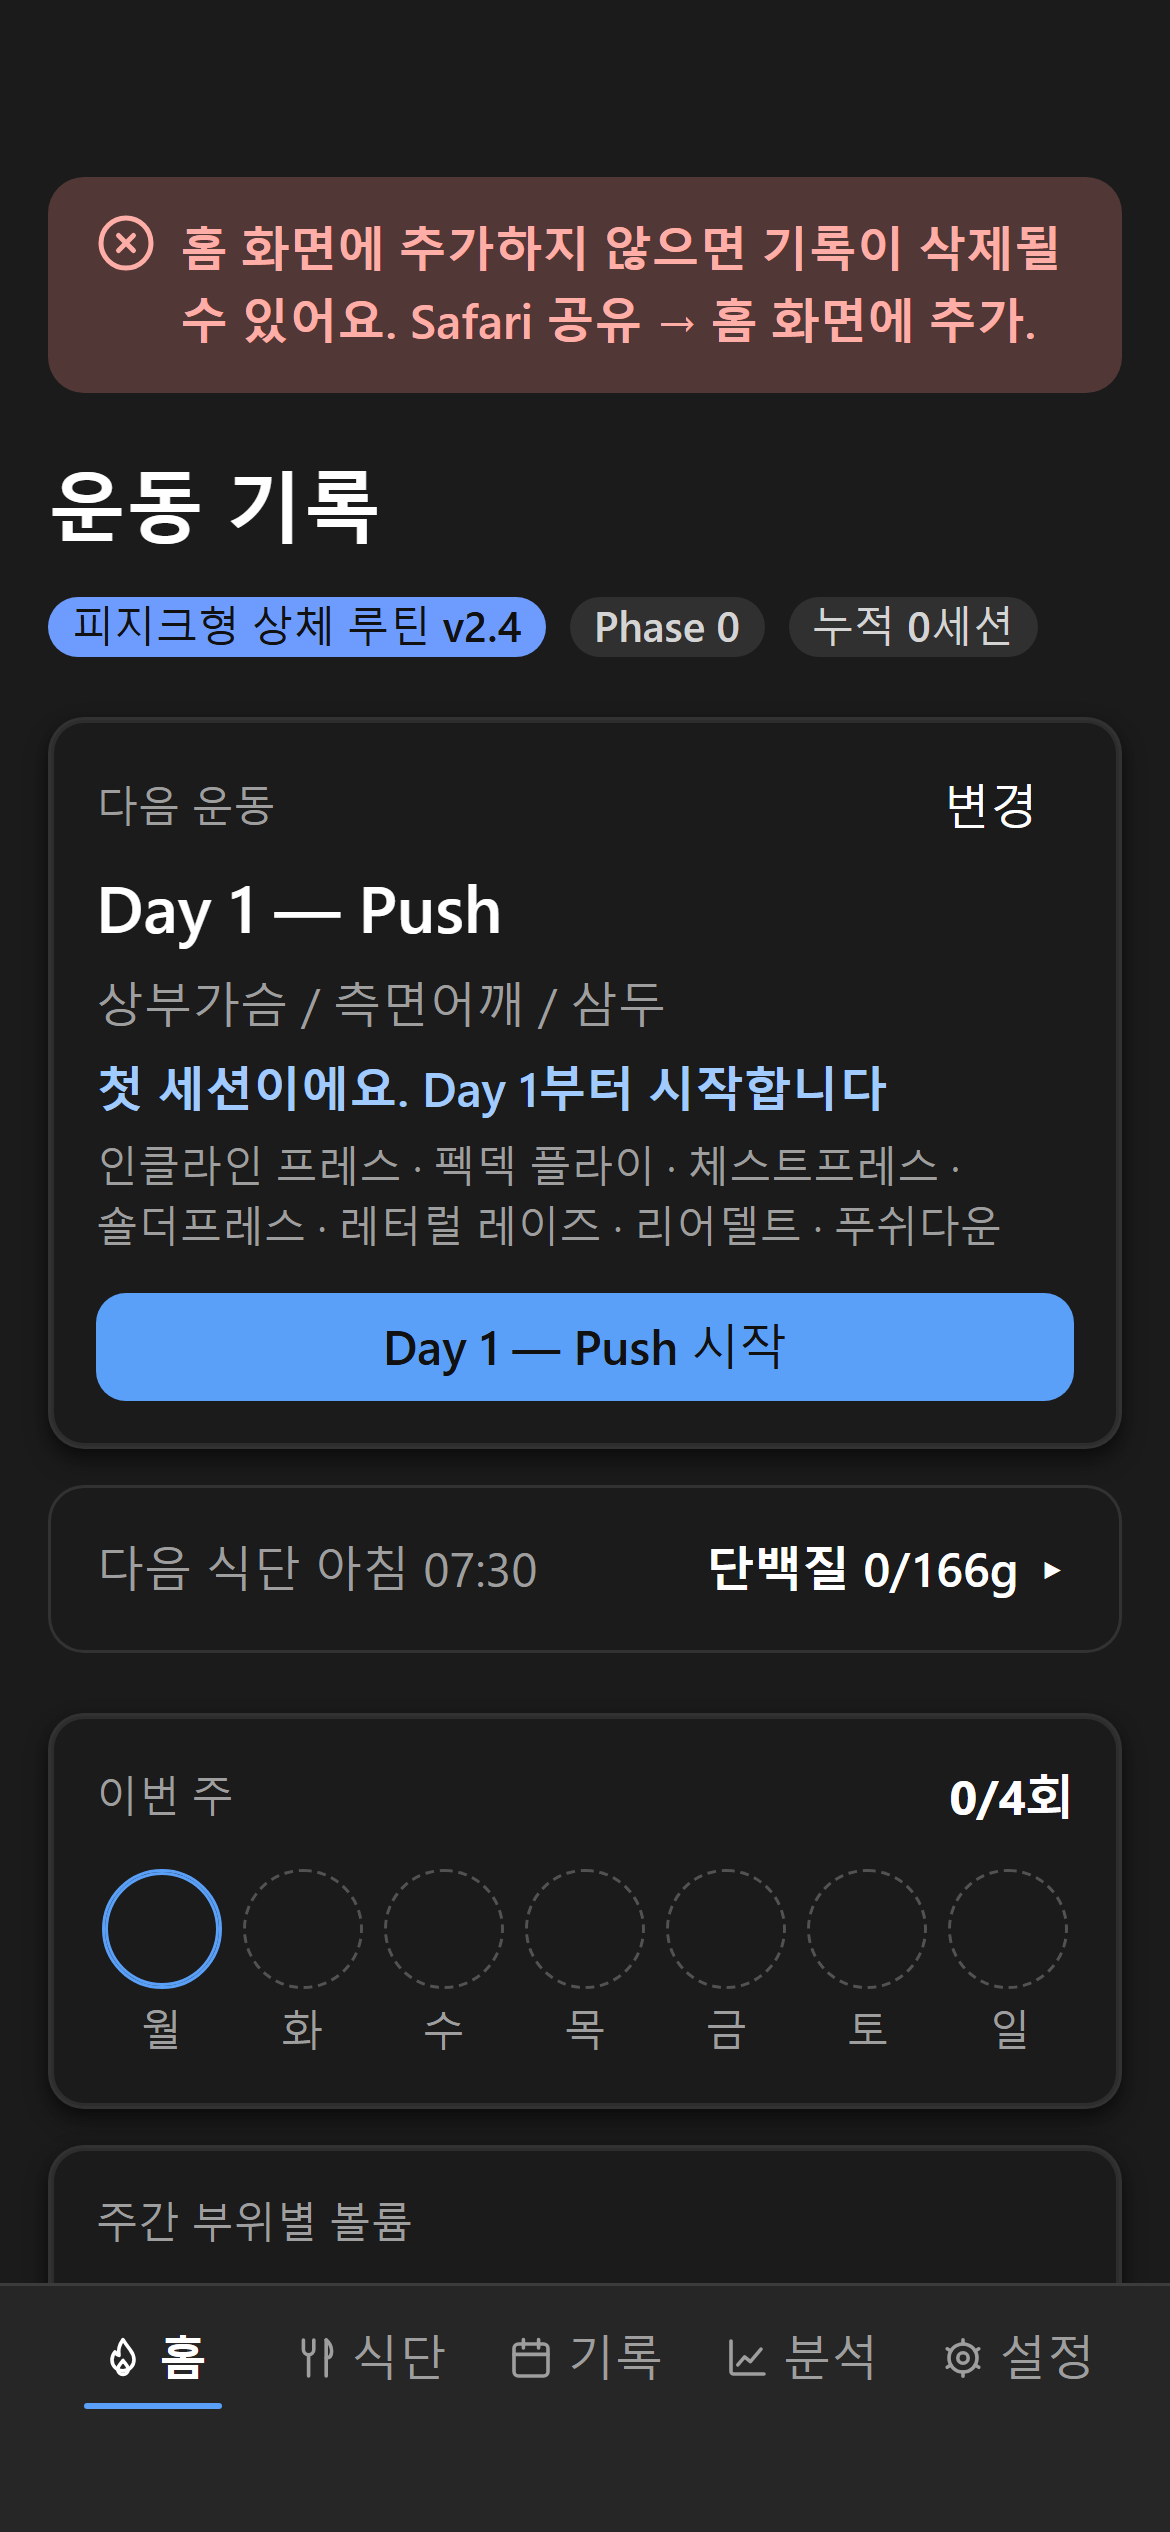 홈 화면에 추가하지 않으면 기록이 삭제될
수 있어요. Safari 공유 → 홈 화면에 추가.
운동 기록
피지크형 상체 루틴 v2.4
Phase 0
누적 0세션
다음 운동
변경
Day 1 — Push
상부가슴 / 측면어깨 / 삼두
첫 세션이에요. Day 1부터 시작합니다
인클라인 프레스 · 펙덱 플라이 · 체스트프레스 ·
숄더프레스 · 레터럴 레이즈 · 리어델트 · 푸쉬다운
Day 1 — Push 시작
다음 식단 아침 07:30
단백질 0/166g ▸
이번 주
0/4회
월 화 수 목 금 토 일
주간 부위별 볼륨
홈 식단 기록 분석 설정